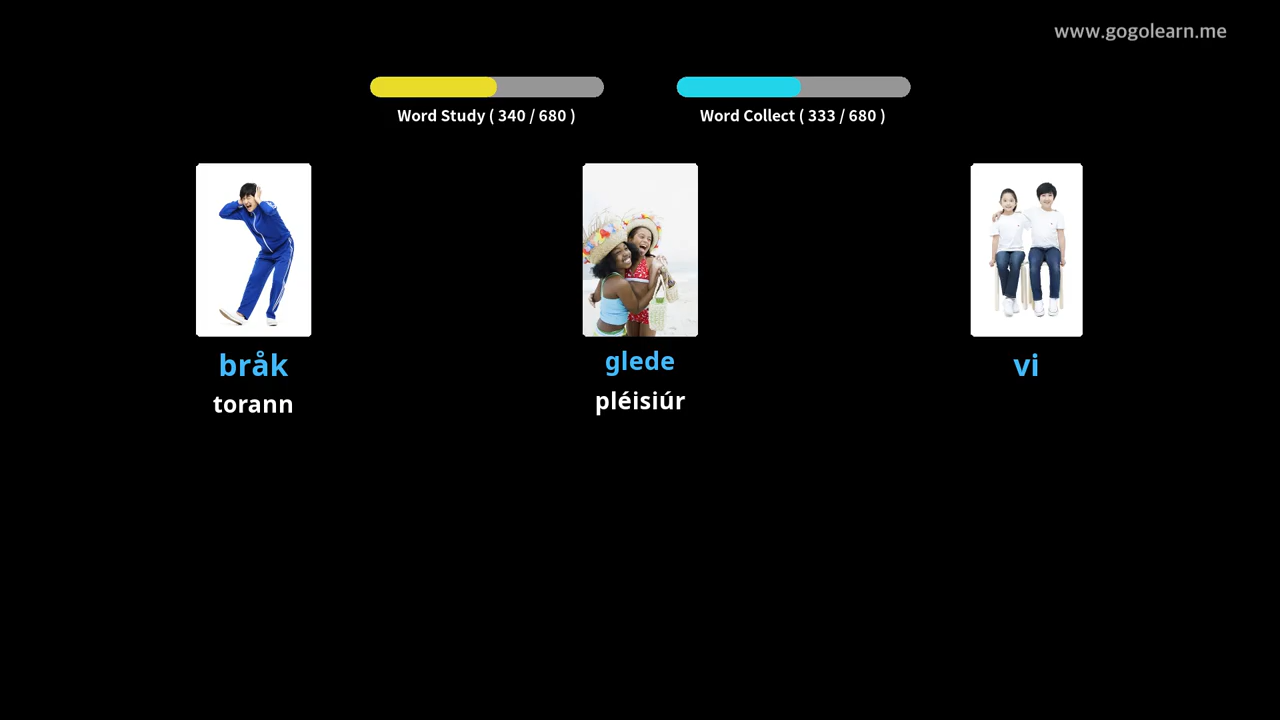 www.gogolearn.me
Word Study ( 340 / 680 )
Word Collect ( 333 / 680 )
bråk
torann
glede
pléisiúr
vi